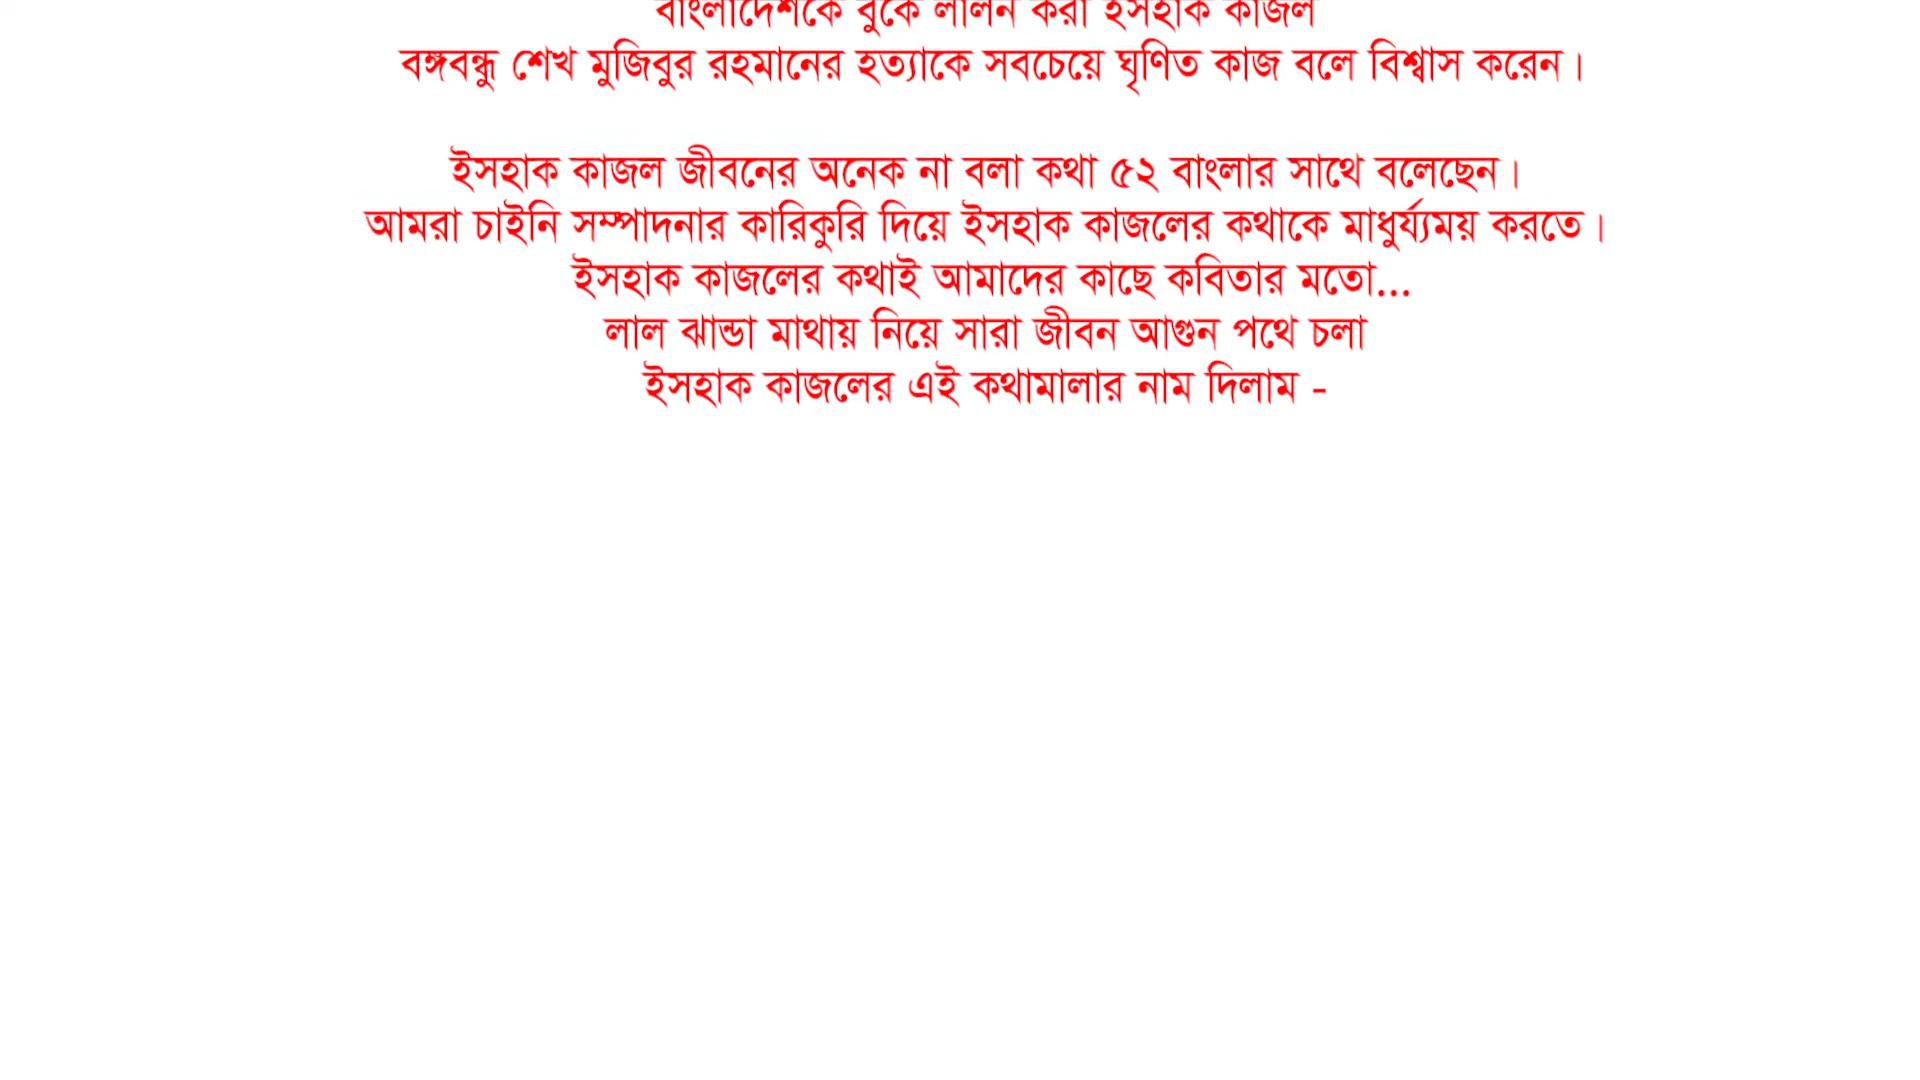 বাংলাদেশকে বুকে লালন করা ইসহাক কাজল
বঙ্গবন্ধু শেখ মুজিবুর রহমানের হত্যাকে সবচেয়ে ঘৃণিত কাজ বলে বিশ্বাস করেন।
ইসহাক কাজল জীবনের অনেক না বলা কথা ৫২ বাংলার সাথে বলেছেন।
আমরা চাইনি সম্পাদনার কারিকুরি দিয়ে ইসহাক কাজলের কথাকে মাধুর্য্যময় করতে।
ইসহাক কাজলের কথাই আমাদের কাছে কবিতার মতো...
লাল ঝান্ডা মাথায় নিয়ে সারা জীবন আগুন পথে চলা
ইসহাক কাজলের এই কথামালার নাম দিলাম -